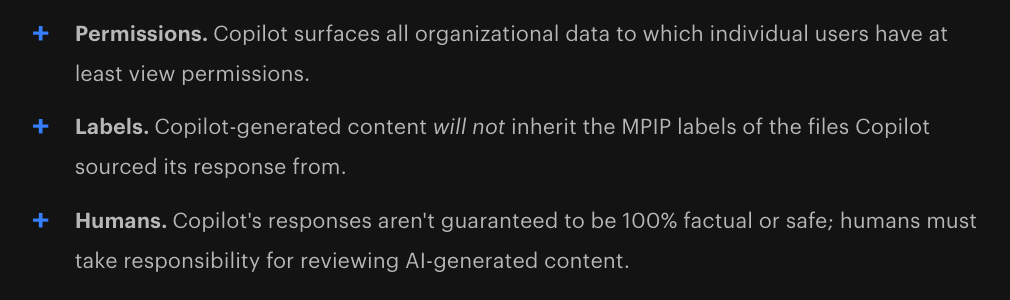 + Permissions. Copilot surfaces all organizational data to which individual users have at
least view permissions.
+ Labels. Copilot-generated content will not inherit the MPIP labels of the files Copilot
sourced its response from.
+ Humans. Copilot's responses aren't guaranteed to be 100% factual or safe; humans must
take responsibility for reviewing AI-generated content.